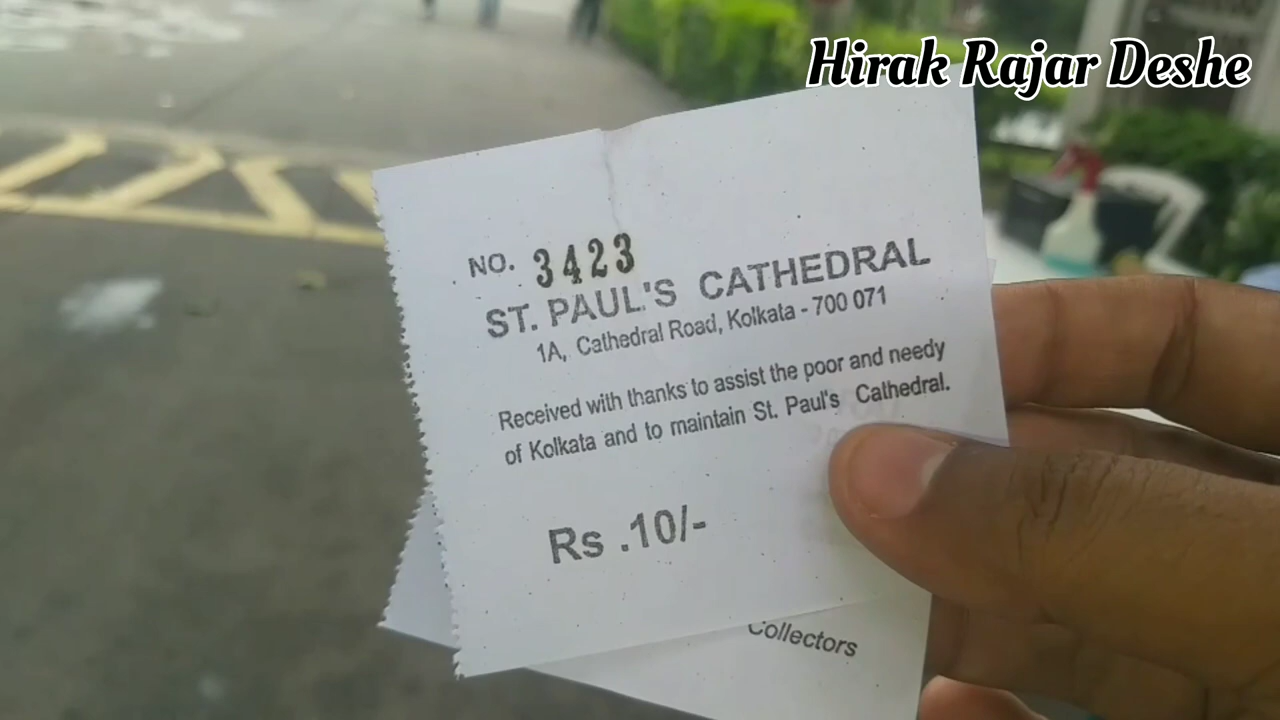 Hirak Rajar Deshe
NO. 3423
ST. PAUL'S CATHEDRAL
1A, Cathedral Road, Kolkata - 700 071
Received with thanks to assist the poor and needy
of Kolkata and to maintain St. Paul's Cathedral.
Rs .10/-
Collectors